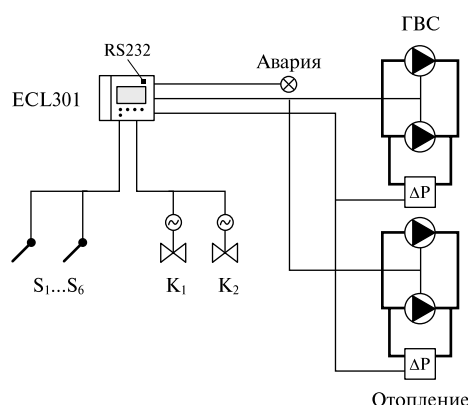 ГВС
RS232
Авария
ECL301
ΔP
S1...S6
K1
K2
ΔP
Отопление